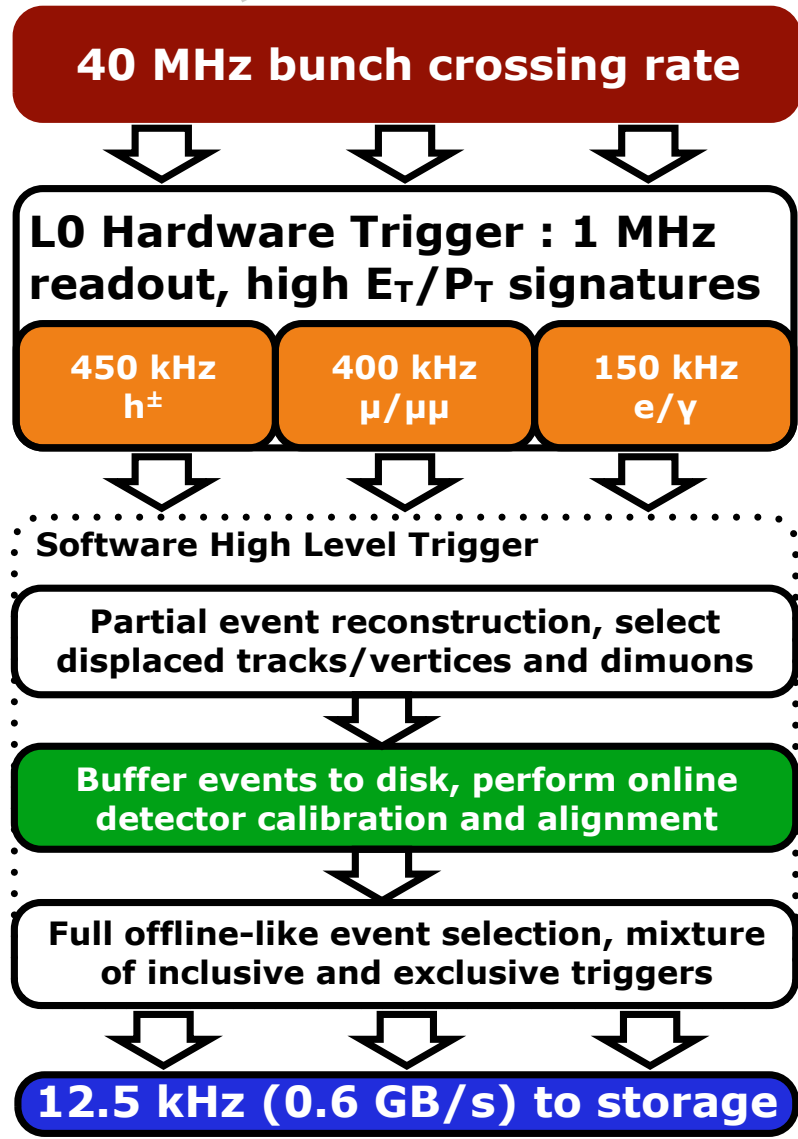 40 MHz bunch crossing rate
L0 Hardware Trigger : 1 MHz
readout, high E_T/P_T signatures
450 kHz
h±
400 kHz
μ/μμ
150 kHz
e/γ
Software High Level Trigger
Partial event reconstruction, select
displaced tracks/vertices and dimuons
Buffer events to disk, perform online
detector calibration and alignment
Full offline-like event selection, mixture
of inclusive and exclusive triggers
12.5 kHz (0.6 GB/s) to storage